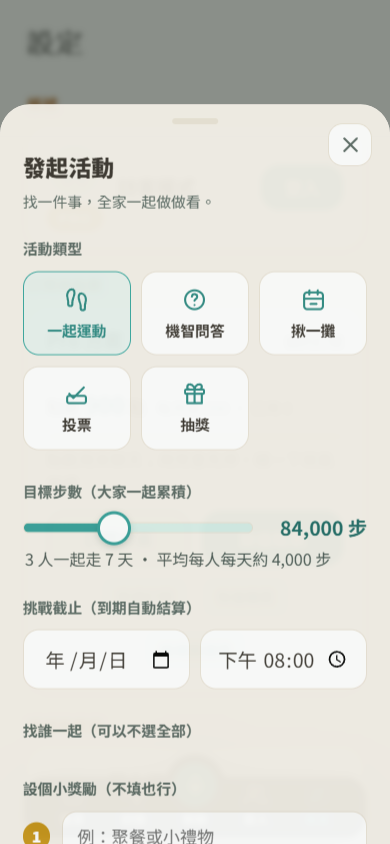 設定
發起活動
找一件事，全家一起做做看。
活動類型
一起運動
機智問答
揪一攤
投票
抽獎
目標步數（大家一起累積）
84,000 步
3 人一起走 7 天 · 平均每人每天約 4,000 步
挑戰截止（到期自動結算）
年 /月/日
下午 08:00
找誰一起（可以不選全部）
設個小獎勵（不填也行）
1
例：聚餐或小禮物